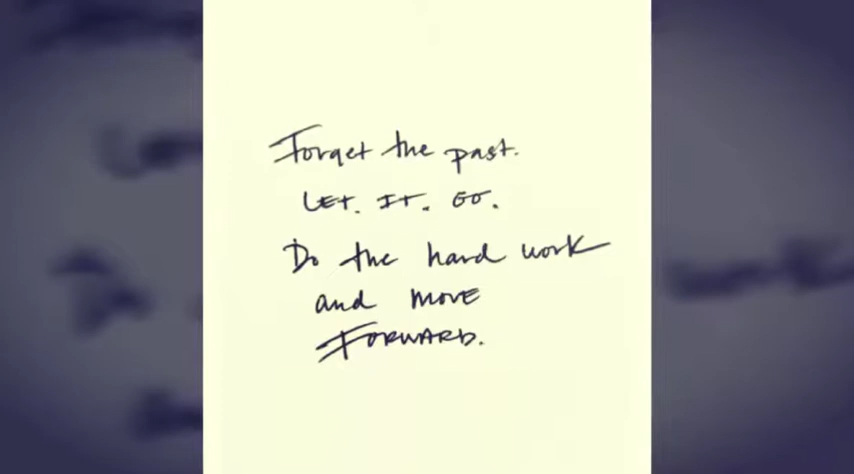 Forget the past.
LET. IT. GO.
Do the hard work
and MOVE
FORWARD.